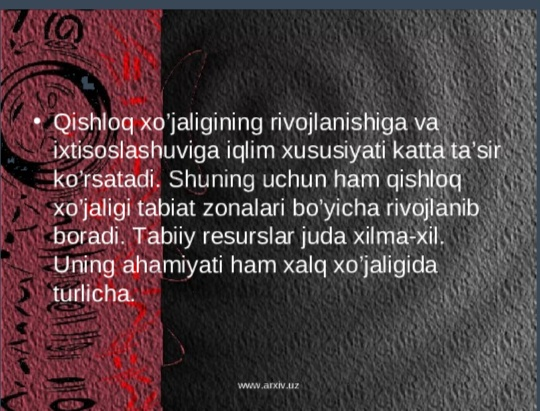 • Qishloq xo’jaligining rivojlanishiga va
ixtisoslashuviga iqlim xususiyati katta ta’sir
ko’rsatadi. Shuning uchun ham qishloq
xo’jaligi tabiat zonalari bo’yicha rivojlanib
boradi. Tabiiy resurslar juda xilma-xil.
Uning ahamiyati ham xalq xo’jaligida
turlicha.
www.arxiv.uz